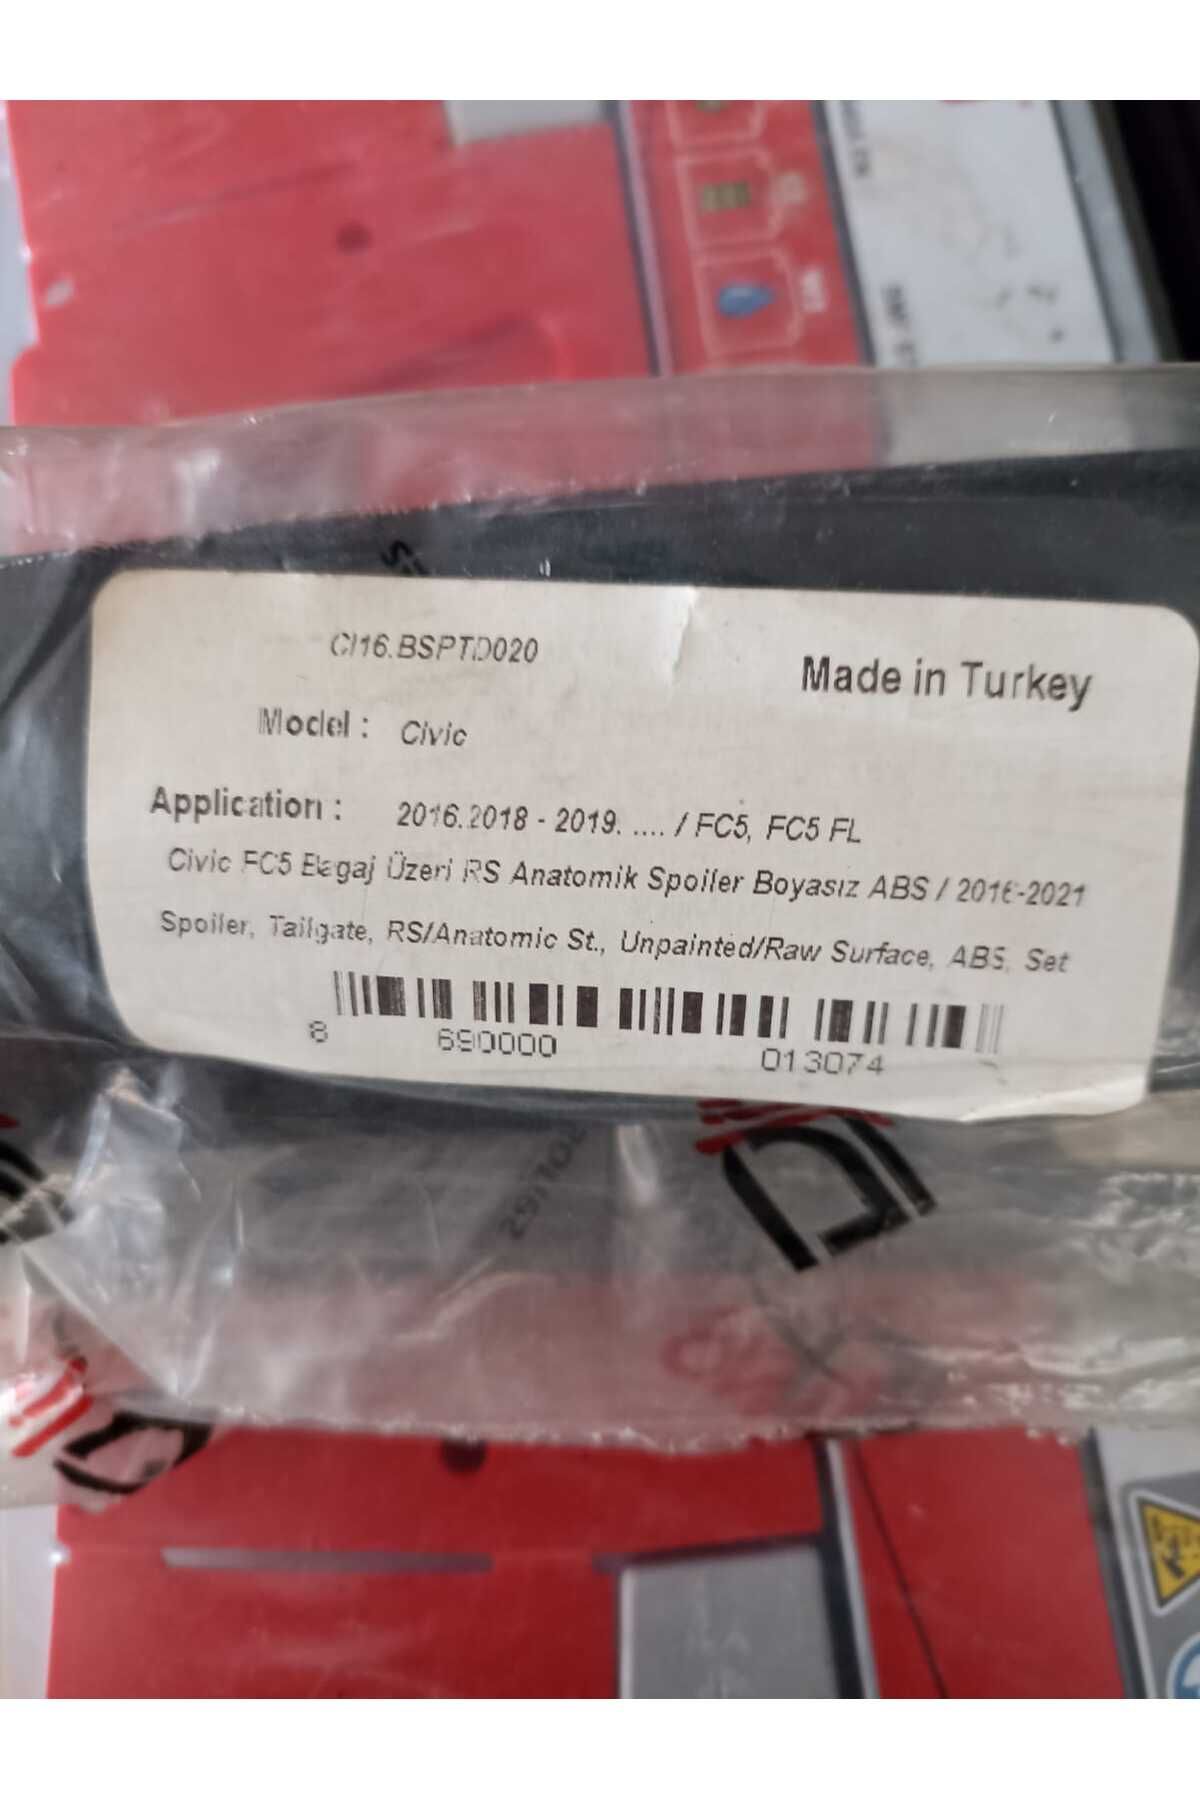 CI16.BSPTD020
Made in Turkey
Model : Civic
Application : 2016.2018 - 2019. .... / FC5, FC5 FL
Civic FC5 Bagaj Üzeri RS Anatomik Spoiler Boyasız ABS / 2016-2021
Spoiler, Tailgate, RS/Anatomic St., Unpainted/Raw Surface, ABS, Set
8 690000 013074